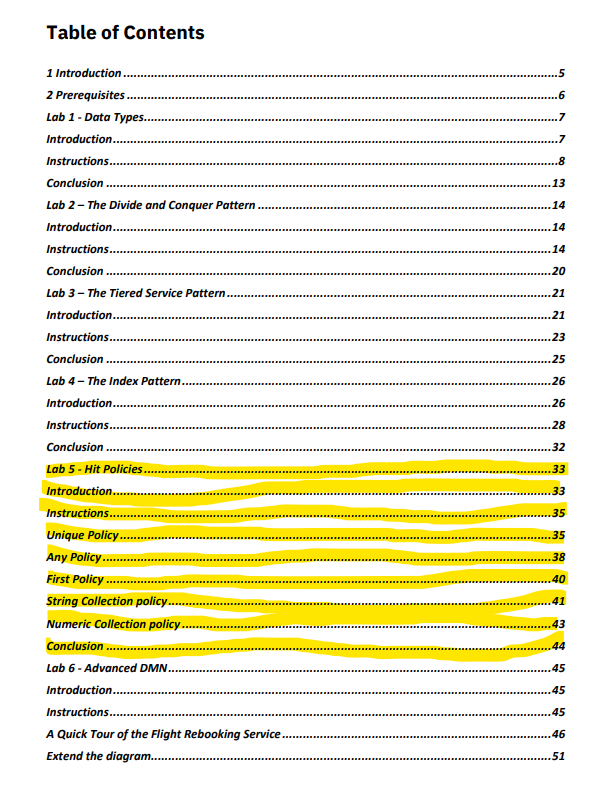 Table of Contents
1 Introduction ........................................................................................................5
2 Prerequisites .......................................................................................................6
Lab 1 - Data Types...................................................................................................7
Introduction...........................................................................................................7
Instructions............................................................................................................8
Conclusion ...........................................................................................................13
Lab 2 – The Divide and Conquer Pattern .......................................................................14
Introduction..........................................................................................................14
Instructions...........................................................................................................14
Conclusion ...........................................................................................................20
Lab 3 – The Tiered Service Pattern..............................................................................21
Introduction..........................................................................................................21
Instructions...........................................................................................................23
Conclusion ...........................................................................................................25
Lab 4 – The Index Pattern.........................................................................................26
Introduction..........................................................................................................26
Instructions...........................................................................................................28
Conclusion ...........................................................................................................32
Lab 5 - Hit Policies ..................................................................................................33
Introduction..........................................................................................................33
Instructions...........................................................................................................35
Unique Policy.........................................................................................................35
Any Policy.............................................................................................................38
First Policy ............................................................................................................40
String Collection policy.............................................................................................41
Numeric Collection policy..........................................................................................43
Conclusion ...........................................................................................................44
Lab 6 - Advanced DMN.............................................................................................45
Introduction..........................................................................................................45
Instructions...........................................................................................................45
A Quick Tour of the Flight Rebooking Service .................................................................46
Extend the diagram.................................................................................................51